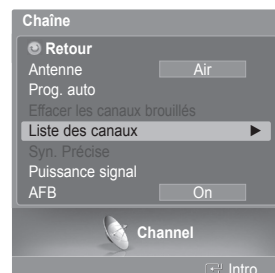 Chaîne
Retour
Antenne Air
Prog. auto
Effacer les canaux brouillés
Liste des canaux
Syn. Précise
Puissance signal
AFB On
Channel
Intro